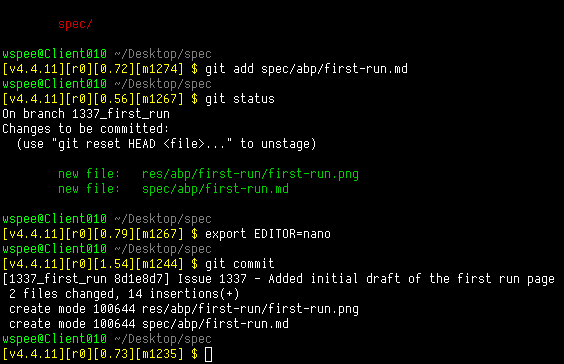 spec/
wspee@Client010 ~/Desktop/spec
[v4.4.11][r0][0.72][m1274] $ git add spec/abp/first-run.md
wspee@Client010 ~/Desktop/spec
[v4.4.11][r0][0.56][m1267] $ git status
On branch 1337_first_run
Changes to be committed:
  (use "git reset HEAD <file>..." to unstage)
        new file:   res/abp/first-run/first-run.png
        new file:   spec/abp/first-run.md
wspee@Client010 ~/Desktop/spec
[v4.4.11][r0][0.79][m1267] $ export EDITOR=nano
wspee@Client010 ~/Desktop/spec
[v4.4.11][r0][1.54][m1244] $ git commit
[1337_first_run 8d1e8d7] Issue 1337 - Added initial draft of the first run page
 2 files changed, 14 insertions(+)
 create mode 100644 res/abp/first-run/first-run.png
 create mode 100644 spec/abp/first-run.md
wspee@Client010 ~/Desktop/spec
[v4.4.11][r0][0.73][m1235] $